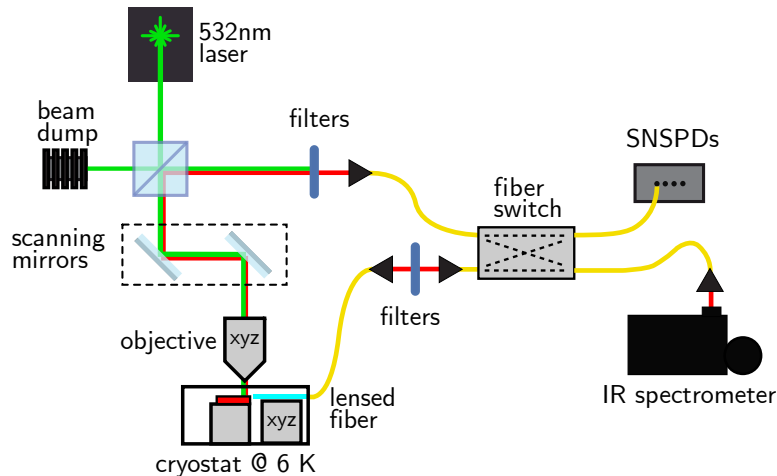 532nm
laser
beam
dump
filters
SNSPDs
fiber
switch
scanning
mirrors
filters
objective
xyz
IR spectrometer
lensed
fiber
xyz
cryostat @ 6 K